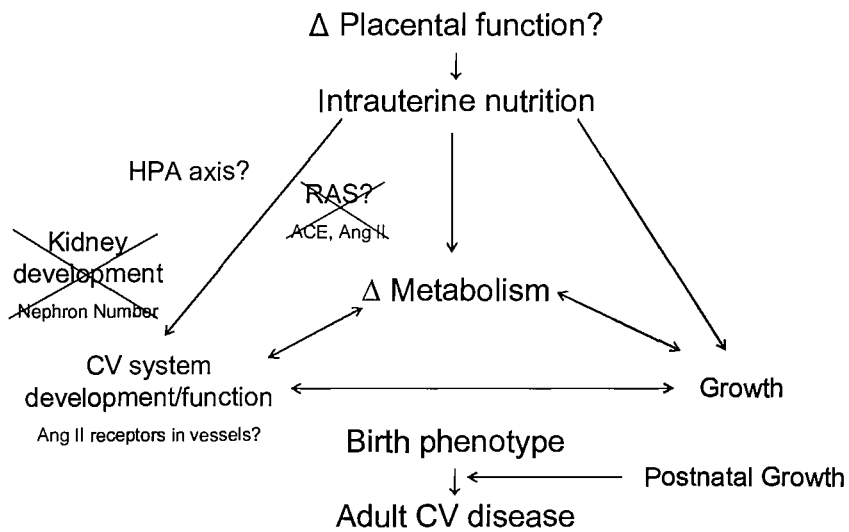 Δ Placental function?
Intrauterine nutrition
HPA axis?
RAS?
ACE, Ang II
Kidney
development
Nephron Number
Δ Metabolism
CV system
development/function
Ang II receptors in vessels?
Growth
Birth phenotype
Postnatal Growth
Adult CV disease